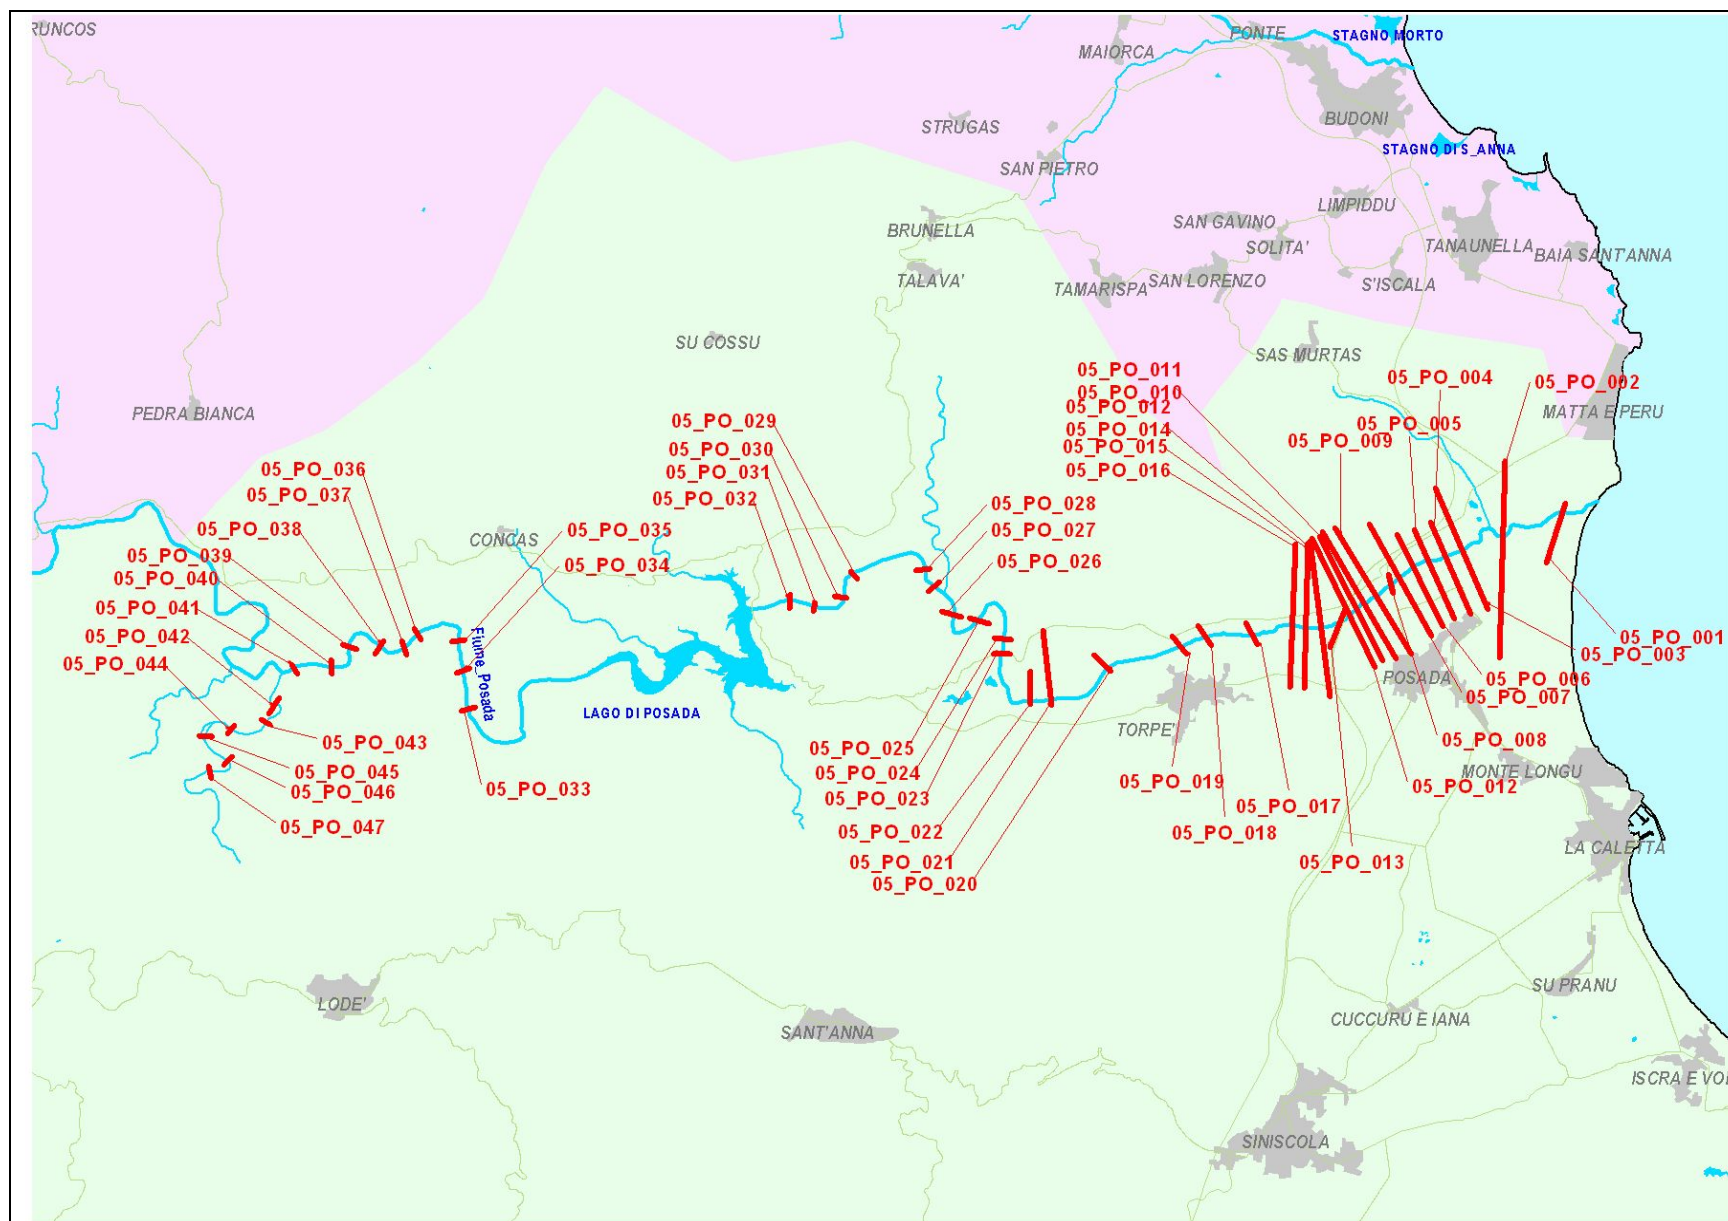 RUNCOS
MAIORCA
PONTE
STAGNO MORTO
BUDONI
STRUGAS
STAGNO DI S_ANNA
SAN PIETRO
LIMPIDDU
SAN GAVINO
BRUNELLA
SOLITA'
TANAUNELLA
BAIA SANT'ANNA
TALAVA'
TAMARISPA
SAN LORENZO
S'ISCALA
SU COSSU
SAS MURTAS
05_PO_011
05_PO_010
05_PO_012
05_PO_014
05_PO_015
05_PO_016
05_PO_004
05_PO_002
PEDRA BIANCA
MATTA E PERU
05_PO_005
05_PO_009
05_PO_029
05_PO_030
05_PO_031
05_PO_032
05_PO_036
05_PO_037
05_PO_038
05_PO_039
05_PO_040
05_PO_041
05_PO_042
05_PO_044
CONCAS
05_PO_035
05_PO_034
05_PO_028
05_PO_027
05_PO_026
05_PO_001
05_PO_003
05_PO_006
05_PO_007
POSADA
Fiume_Posada
LAGO DI POSADA
TORPE'
05_PO_043
05_PO_045
05_PO_046
05_PO_047
05_PO_033
05_PO_025
05_PO_024
05_PO_023
05_PO_022
05_PO_021
05_PO_020
05_PO_019
05_PO_018
05_PO_017
05_PO_013
05_PO_008
MONTE LONGU
05_PO_012
LA CALETTA
SU PRANU
LODE'
SANT'ANNA
CUCCURU E IANA
ISCRA E VO
SINISCOLA